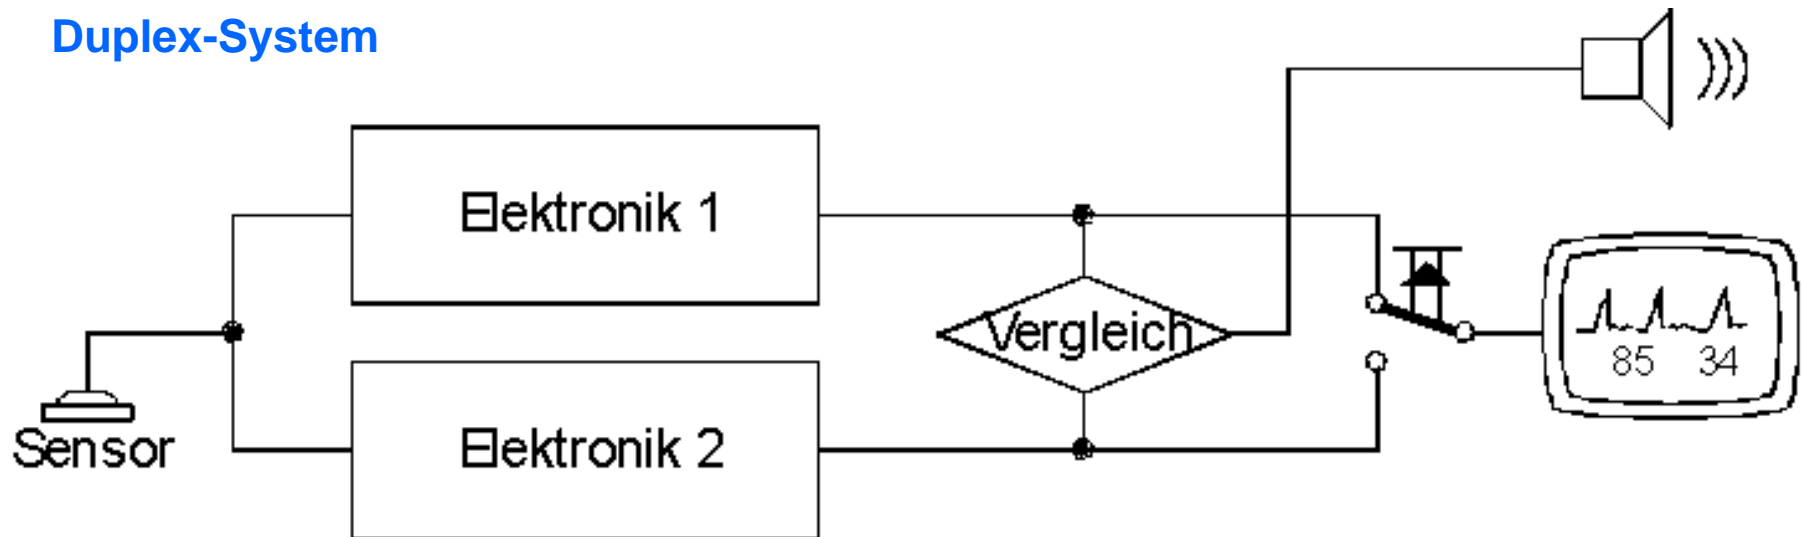 Duplex-System
Elektronik 1
Vergleich
85 34
Sensor
Elektronik 2